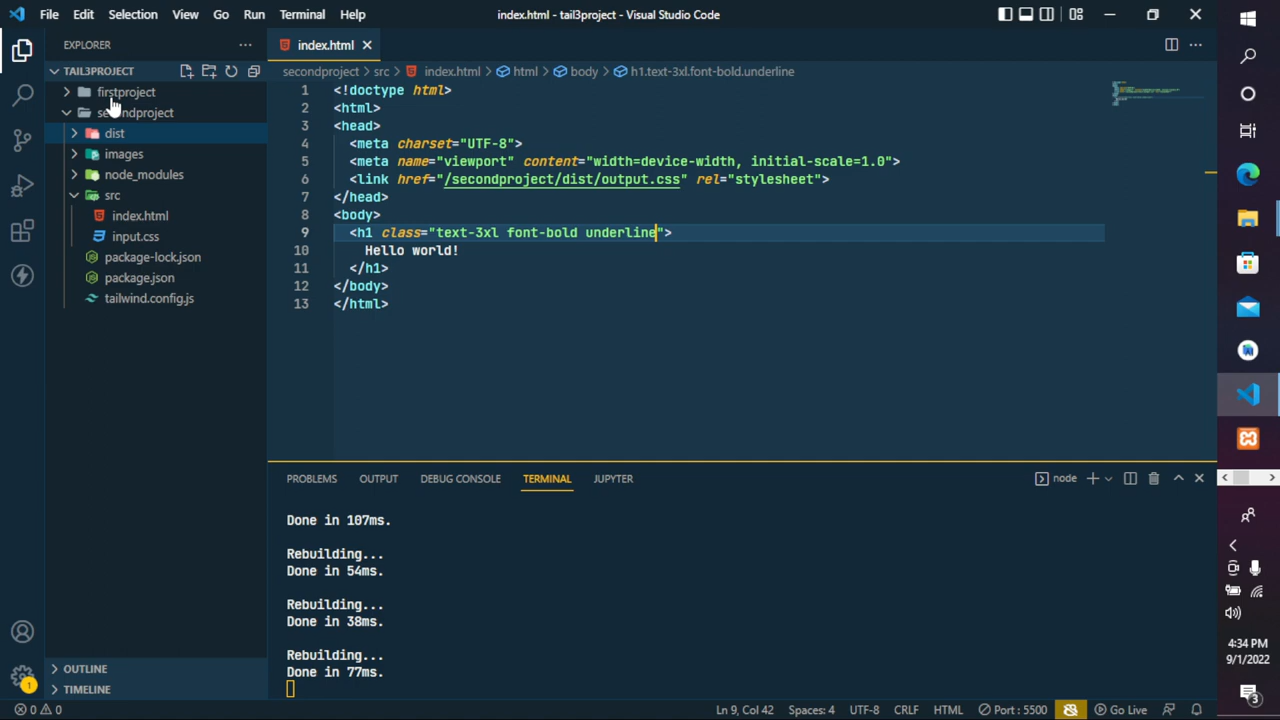 File Edit Selection View Go Run Terminal Help
index.html - tail3project - Visual Studio Code
EXPLORER
index.html
TAIL3PROJECT
firstproject
secondproject
dist
images
node_modules
src
index.html
input.css
package-lock.json
package.json
tailwind.config.js
OUTLINE
TIMELINE
1
secondproject > src > index.html > html > body > h1.text-3xl.font-bold.underline
1 <!doctype html>
2 <html>
3 <head>
4 <meta charset="UTF-8">
5 <meta name="viewport" content="width=device-width, initial-scale=1.0">
6 <link href="/secondproject/dist/output.css" rel="stylesheet">
7 </head>
8 <body>
9 <h1 class="text-3xl font-bold underline">
10 Hello world!
11 </h1>
12 </body>
13 </html>
PROBLEMS OUTPUT DEBUG CONSOLE TERMINAL JUPYTER
node
Done in 107ms.
Rebuilding...
Done in 54ms.
Rebuilding...
Done in 38ms.
Rebuilding...
Done in 77ms.
0 0
Ln 9, Col 42 Spaces: 4 UTF-8 CRLF HTML Port : 5500 Go Live
4:34 PM
9/1/2022
3